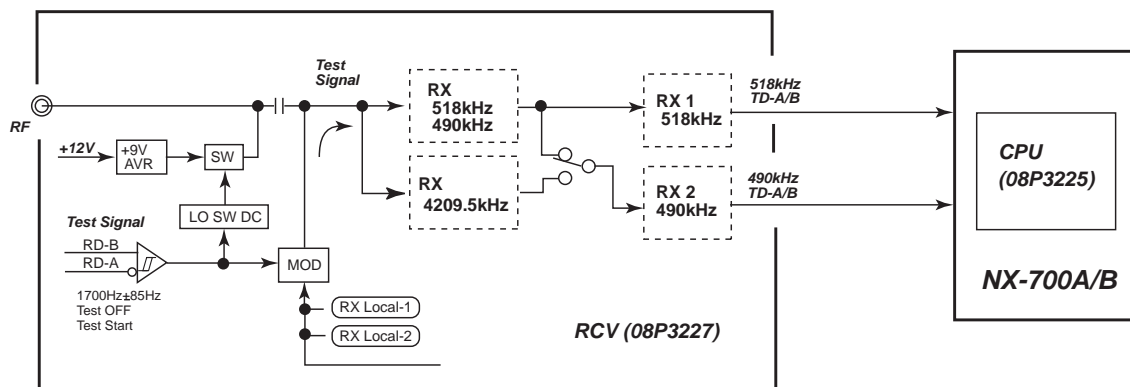 Test
Signal
RF
RX
518kHz
490kHz
RX 1
518kHz
518kHz
TD-A/B
+12V
+9V
AVR
SW
RX
4209.5kHz
RX 2
490kHz
490kHz
TD-A/B
CPU
(08P3225)
LO SW DC
Test Signal
RD-B
RD-A
MOD
1700Hz±85Hz
Test OFF
Test Start
RX Local-1
RX Local-2
RCV (08P3227)
NX-700A/B